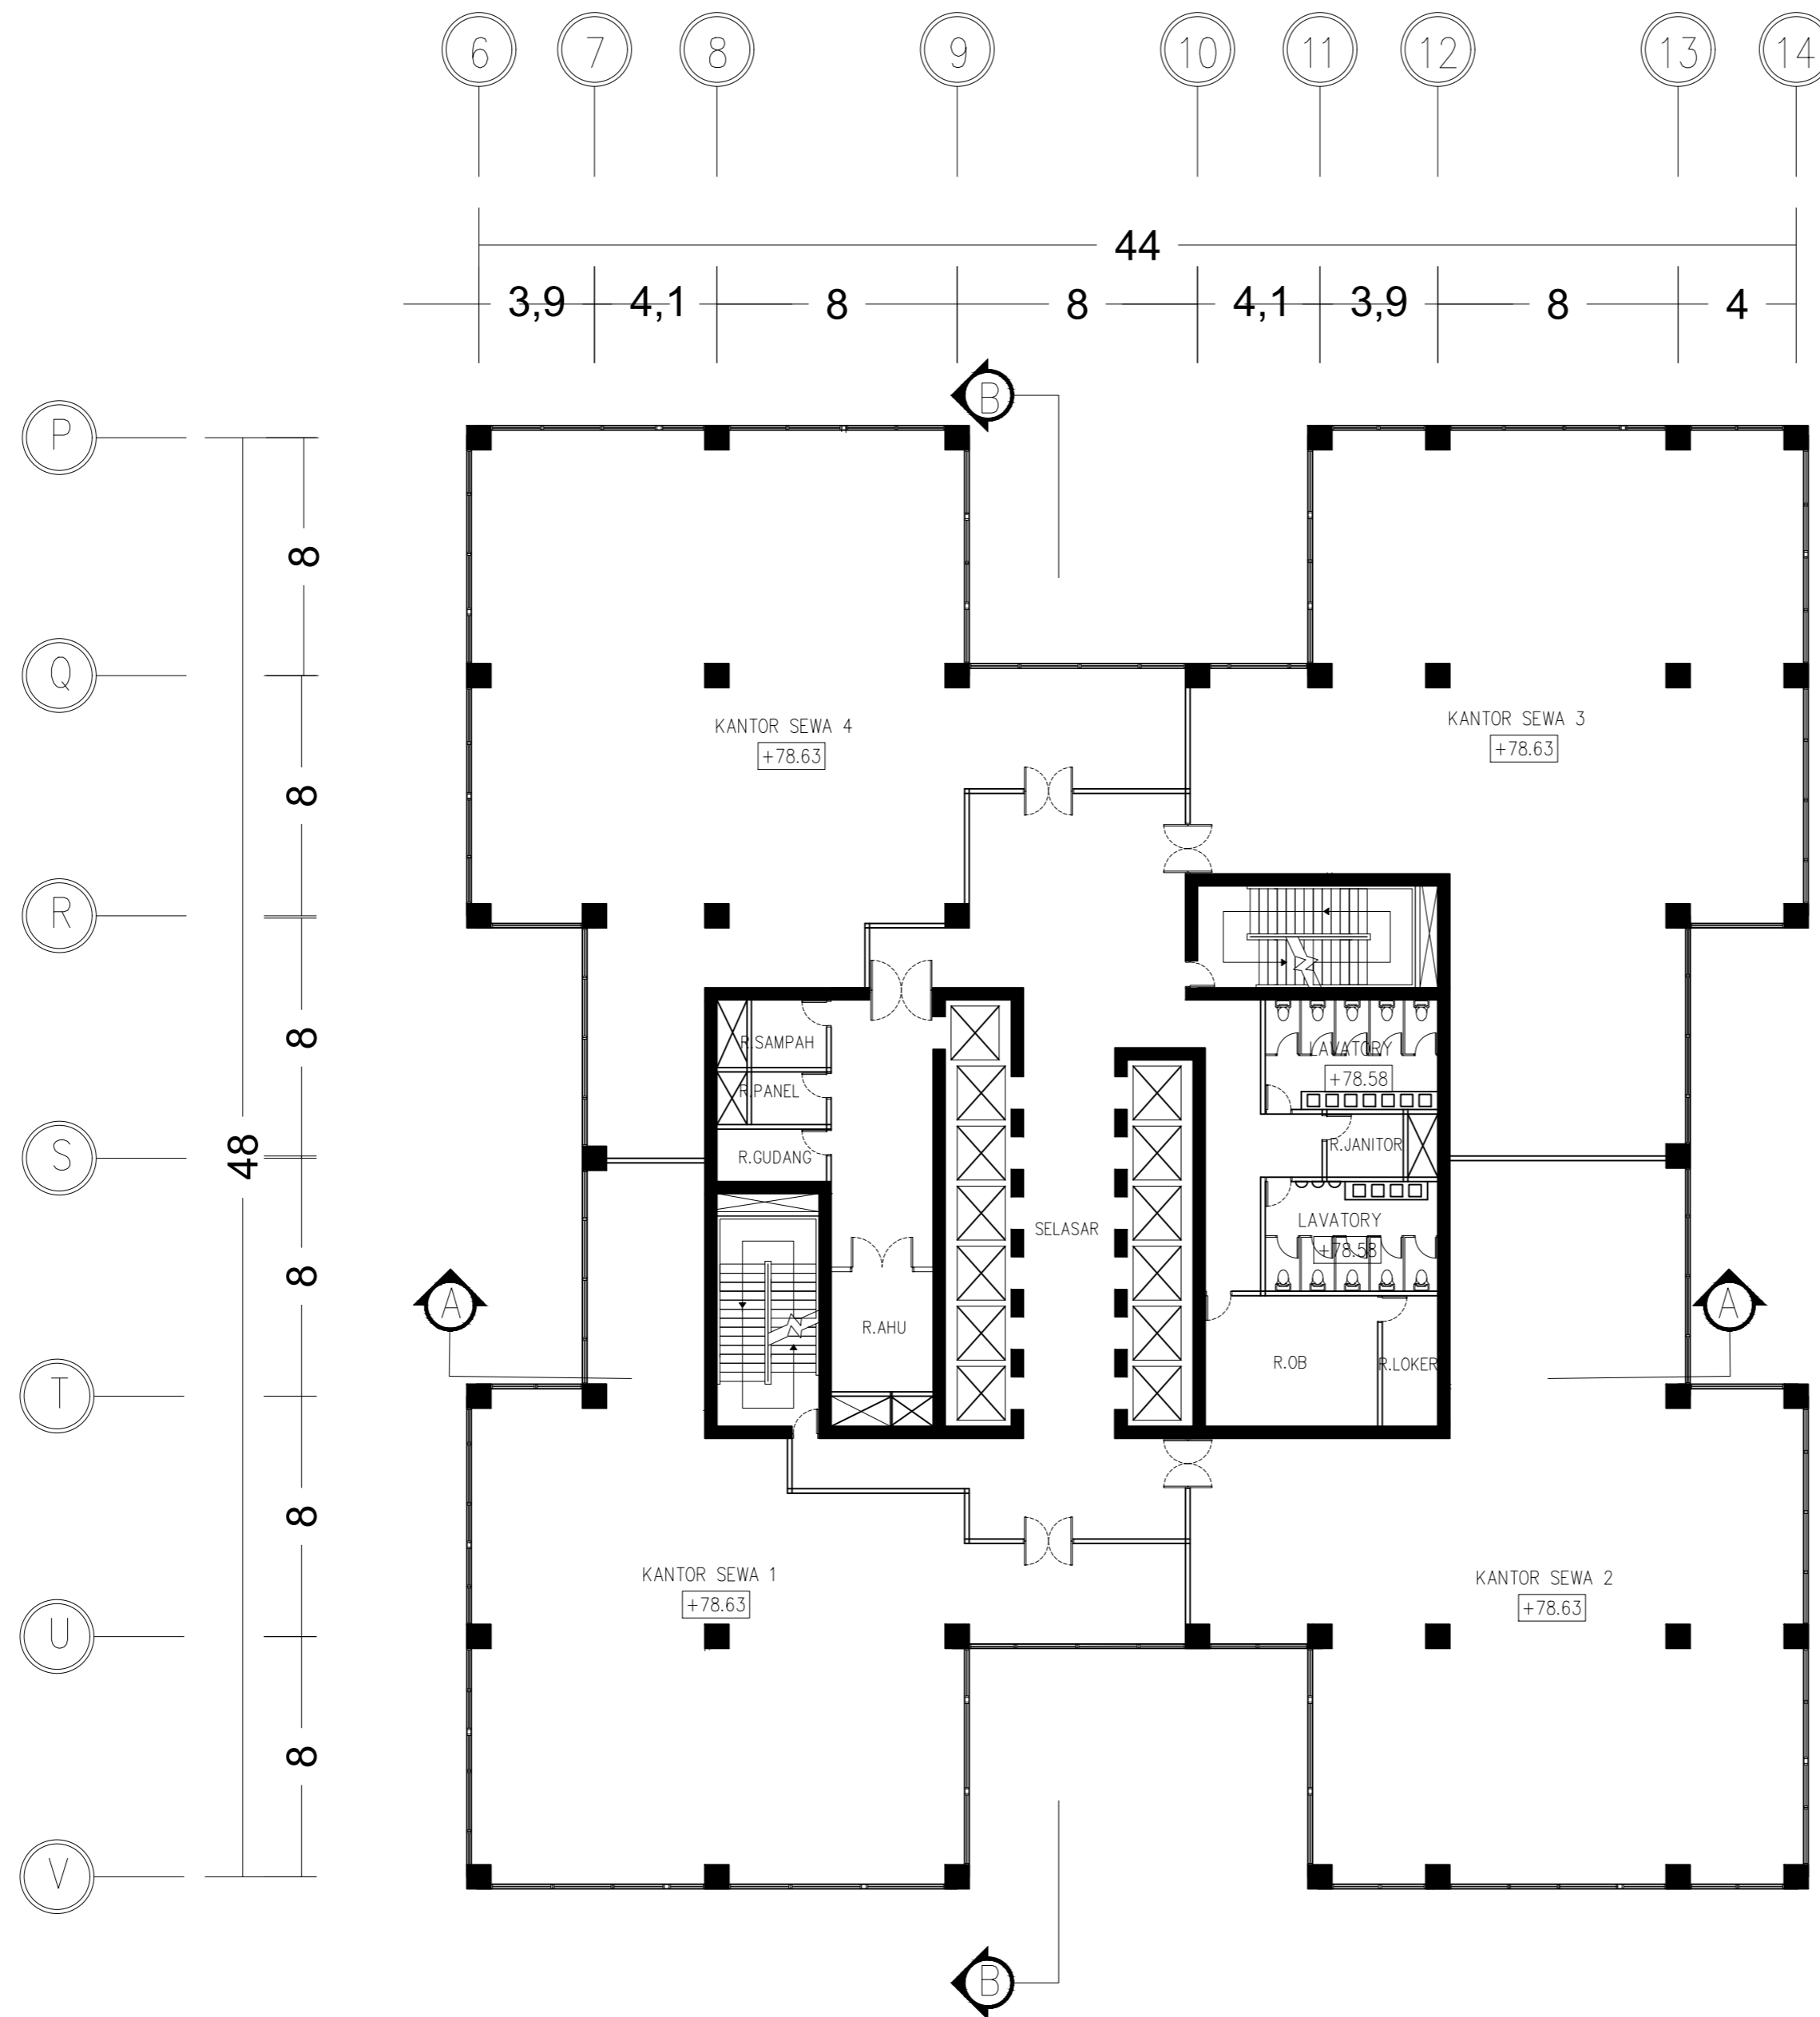 6 7 8 9 10 11 12 13 14
44
3,9 4,1 8 8 4,1 3,9 8 4
B
P
8
Q
KANTOR SEWA 4
+78.63
KANTOR SEWA 3
+78.63
8
R
8
R.SAMPAH
LAVATORY
+78.58
R.PANEL
S
48
R.GUDANG
R.JANITOR
SELASAR
LAVATORY
+78.58
8
A
A
R.AHU
R.OB
R.LOKER
T
8
KANTOR SEWA 1
+78.63
KANTOR SEWA 2
+78.63
U
8
V
B